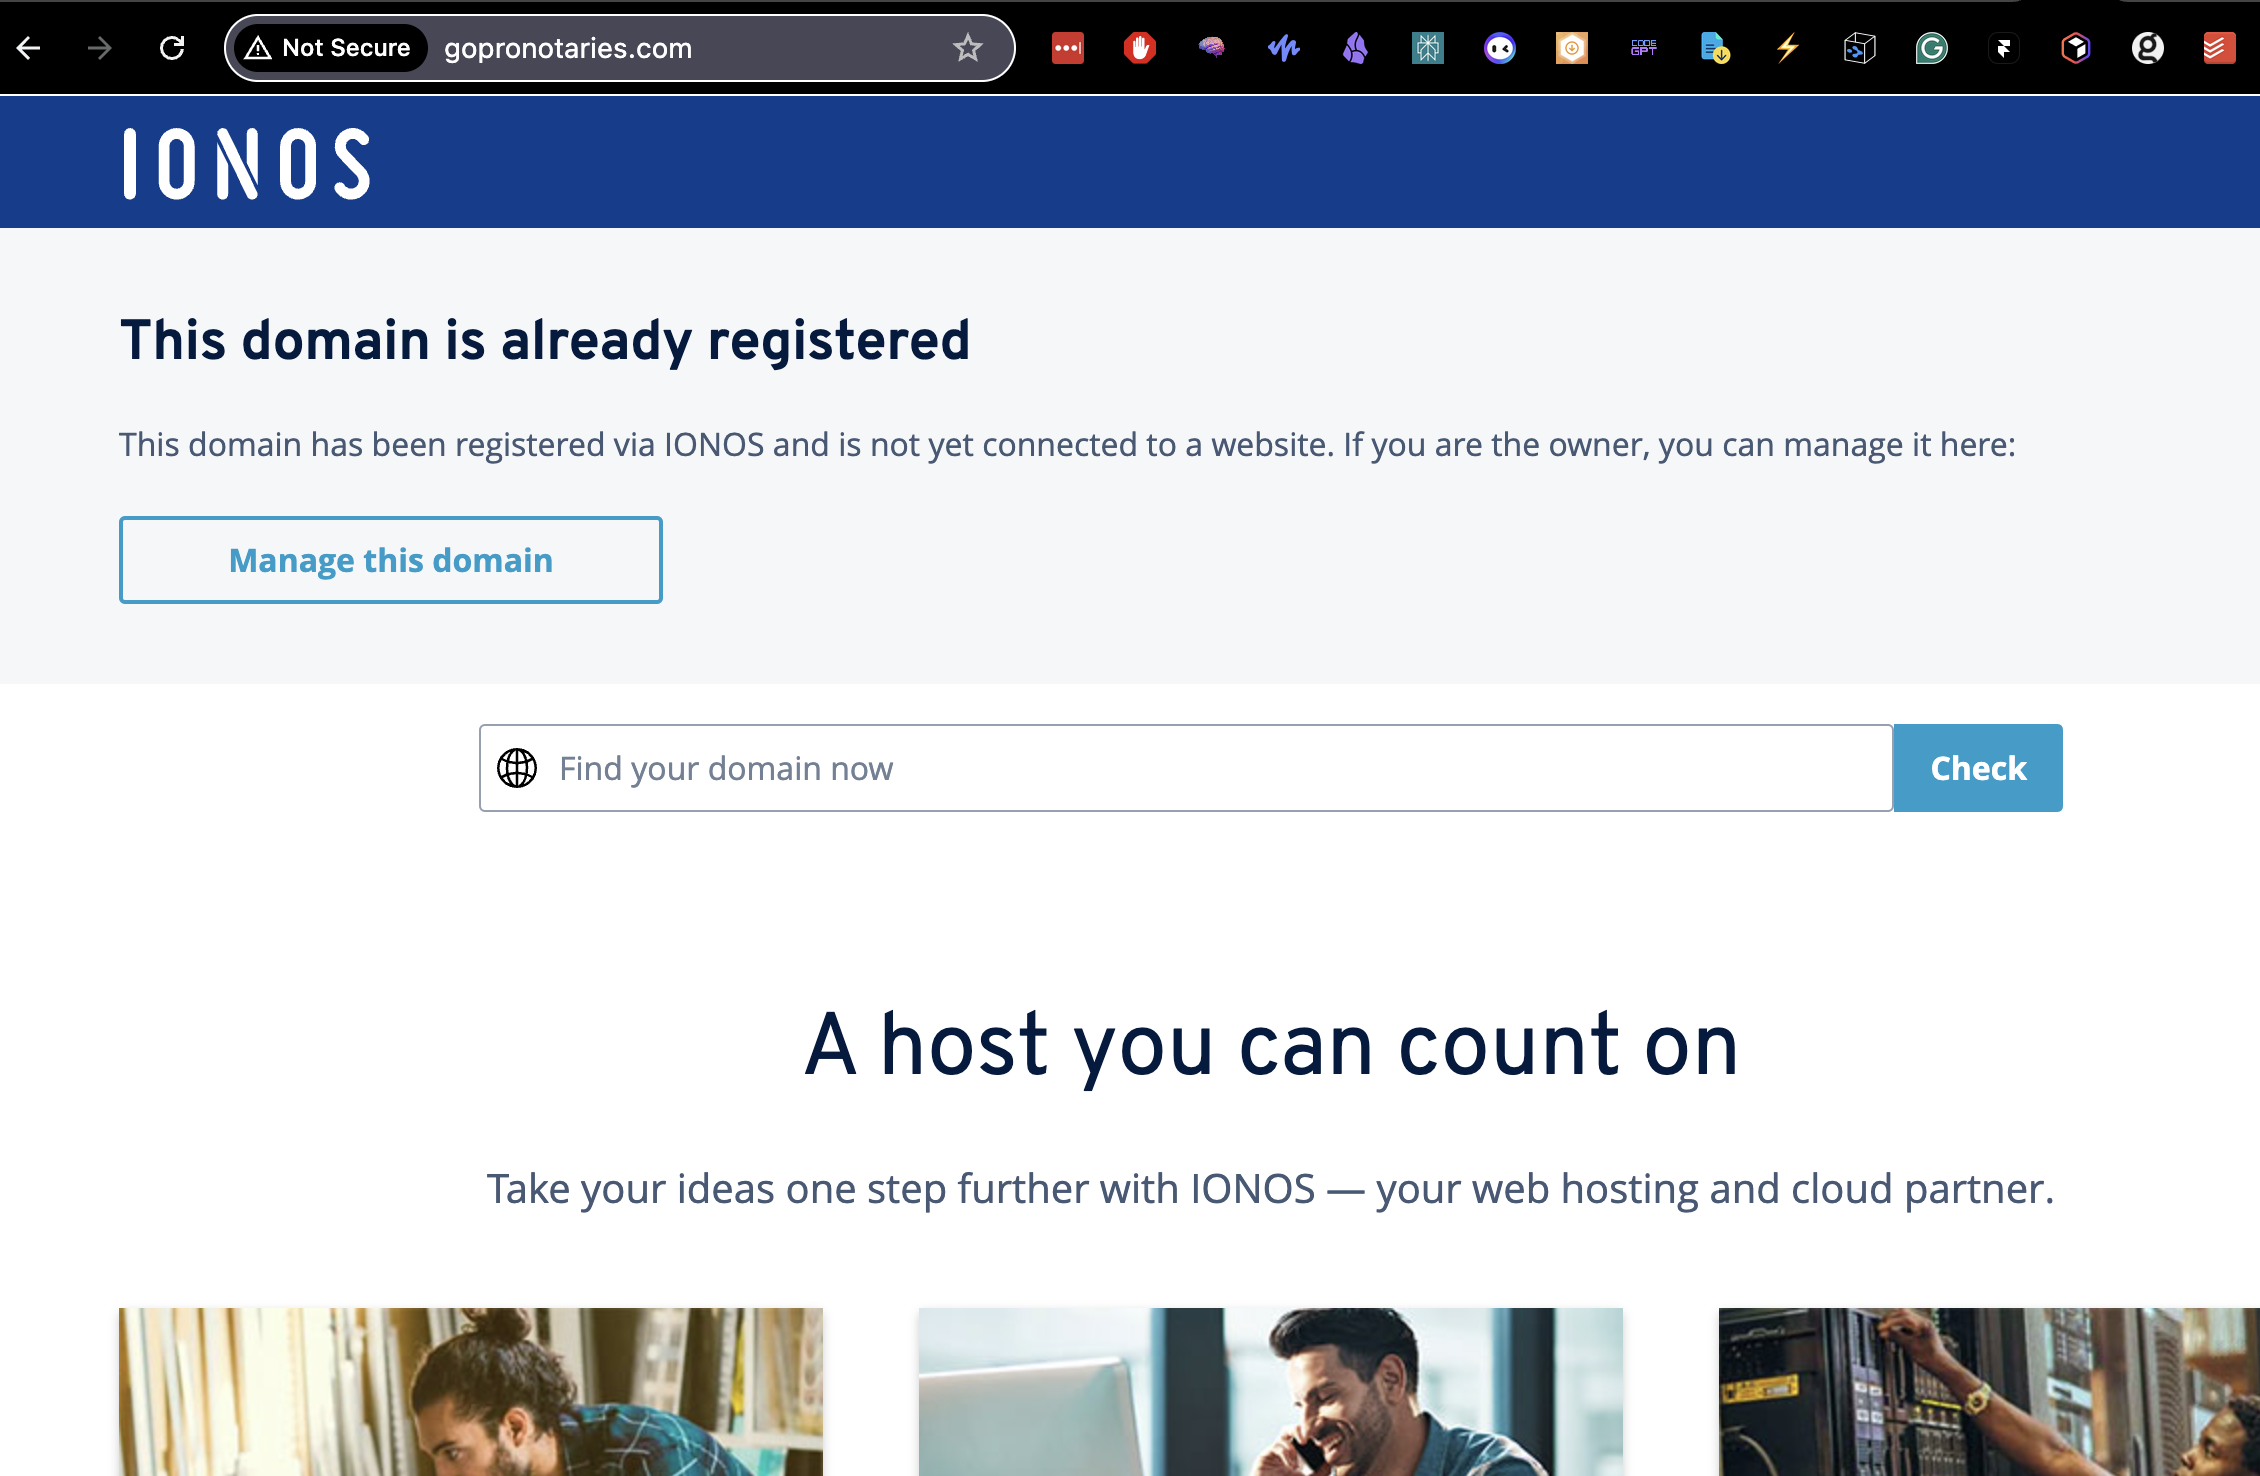 Not Secure gopronotaries.com
CODE
GPT
IONOS
This domain is already registered
This domain has been registered via IONOS and is not yet connected to a website. If you are the owner, you can manage it here:
Manage this domain
Find your domain now
Check
A host you can count on
Take your ideas one step further with IONOS — your web hosting and cloud partner.